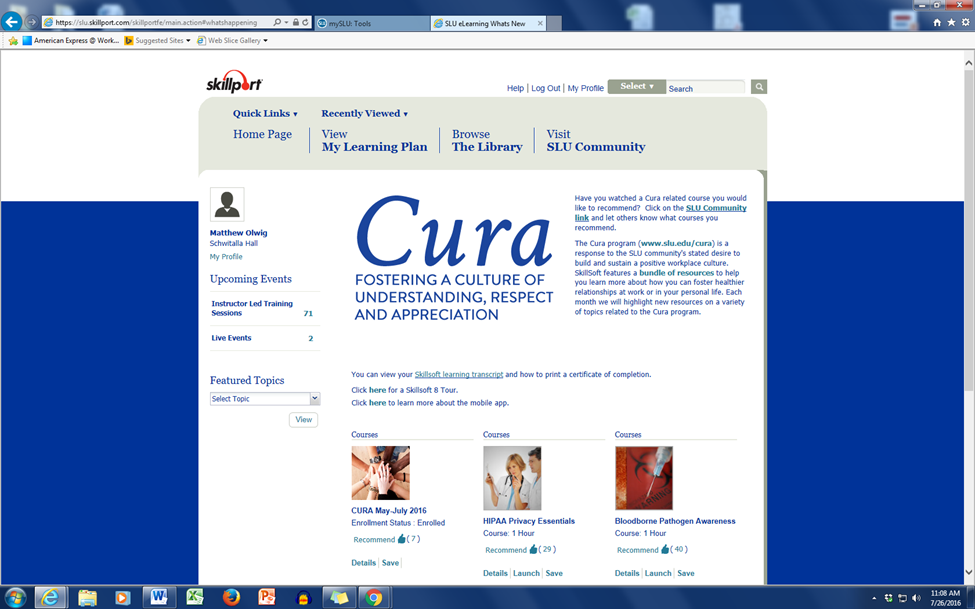 https://slu.skillport.com/skillportfe/main.action#whatshappening
mySLU: Tools
SLU eLearning Whats New
American Express @ Work...
Suggested Sites
Web Slice Gallery
skillport
Help | Log Out | My Profile
Select
Search
Quick Links
Recently Viewed
Home Page
View
My Learning Plan
Browse
The Library
Visit
SLU Community
Matthew Olwig
Schwitalla Hall
My Profile
Upcoming Events
Instructor Led Training
Sessions 71
Live Events 2
Featured Topics
Select Topic
View
Cura
FOSTERING A CULTURE OF
UNDERSTANDING, RESPECT
AND APPRECIATION
Have you watched a Cura related course you would
like to recommend? Click on the SLU Community
link and let others know what courses you
recommend.
The Cura program (www.slu.edu/cura) is a
response to the SLU community's stated desire to
build and sustain a positive workplace culture.
SkillSoft features a bundle of resources to help
you learn more about how you can foster healthier
relationships at work or in your personal life. Each
month we will highlight new resources on a variety
of topics related to the Cura program.
You can view your Skillsoft learning transcript and how to print a certificate of completion.
Click here for a Skillsoft 8 Tour.
Click here to learn more about the mobile app.
Courses
CURA May-July 2016
Enrollment Status : Enrolled
Recommend (7)
Details | Save
Courses
HIPAA Privacy Essentials
Course: 1 Hour
Recommend (29)
Details | Launch | Save
Courses
Bloodborne Pathogen Awareness
Course: 1 Hour
Recommend (40)
Details | Launch | Save
11:08 AM
7/26/2016